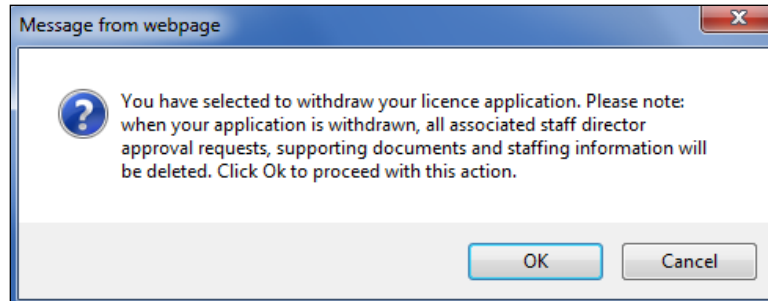 Message from webpage
You have selected to withdraw your licence application. Please note:
when your application is withdrawn, all associated staff director
approval requests, supporting documents and staffing information will
be deleted. Click Ok to proceed with this action.
OK
Cancel